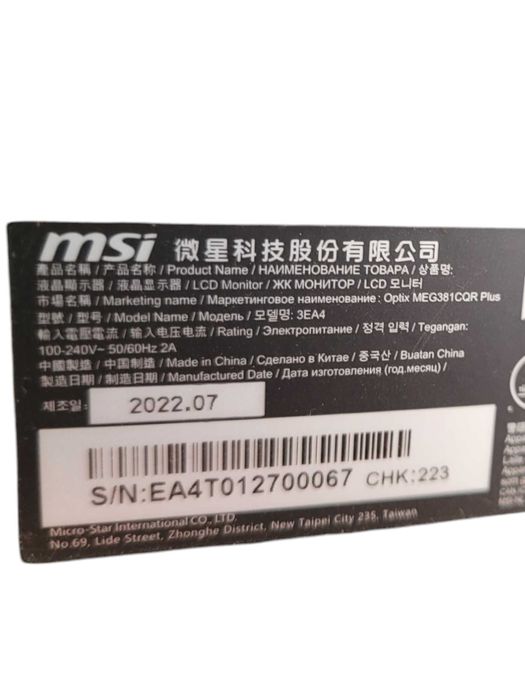 msi 微星科技股份有限公司
產品名稱 / 产品名称 / Product Name / НАИМЕНОВАНИЕ ТОВАРА / 상품명:
液晶顯示器 / 液晶显示器 / LCD Monitor / ЖК МОНИТОР / LCD 모니터
市場名稱 / Marketing name / Маркетинговое наименование : Optix MEG381CQR Plus
型號 / 型号 / Model Name / Модель / 모델명: 3EA4
輸入電壓電流 / 输入电压电流 / Rating / Электропитание / 정격 입력 / Tegangan:
100-240V~ 50/60Hz 2A
中國製造 / 中国制造 / Made in China / Сделано в Китае / 중국산 / Buatan China
製造日期 / 制造日期 / Manufactured Date / Дата изготовления (год.месяц) /
제조일: 2022.07
S/N:EA4T012700067 CHK:223
Micro-Star International CO., LTD.
No.69, Lide Street, Zhonghe District, New Taipei City 235, Taiwan